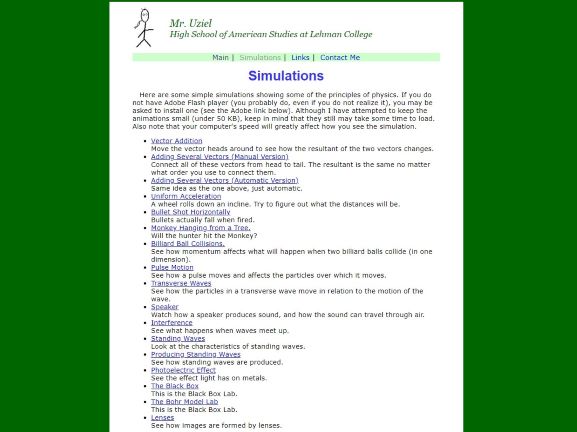 Mr. Uziel
High School of American Studies at Lehman College
Main | Simulations | Links | Contact Me
Simulations
Here are some simple simulations showing some of the principles of physics. If you do
not have Adobe Flash player (you probably do, even if you do not realize it), you may be
asked to install one (see the Adobe link below). Although I have attempted to keep the
animations small (under 50 KB), keep in mind that they still may take some time to load.
Also note that your computer's speed will greatly affect how you see the simulation.
Vector Addition
Move the vector heads around to see how the resultant of the two vectors changes.
Adding Several Vectors (Manual Version)
Connect all of these vectors from head to tail. The resultant is the same no matter
what order you use to connect them.
Adding Several Vectors (Automatic Version)
Same idea as the one above, just automatic.
Uniform Acceleration
A wheel rolls down an incline. Try to figure out what the distances will be.
Bullet Shot Horizontally
Bullets actually fall when fired.
Monkey Hanging from a Tree.
Will the hunter hit the Monkey?
Billiard Ball Collisions.
See how momentum affects what will happen when two billiard balls collide (in one
dimension).
Pulse Motion
See how a pulse moves and affects the particles over which it moves.
Transverse Waves
See how the particles in a transverse wave move in relation to the motion of the
wave.
Speaker
Watch how a speaker produces sound, and how the sound can travel through air.
Interference
See what happens when waves meet up.
Standing Waves
Look at the characteristics of standing waves.
Producing Standing Waves
See how standing waves are produced.
Photoelectric Effect
See the effect light has on metals.
The Black Box
This is the Black Box Lab.
The Bohr Model Lab
This is the Black Box Lab.
Lenses
See how images are formed by lenses.